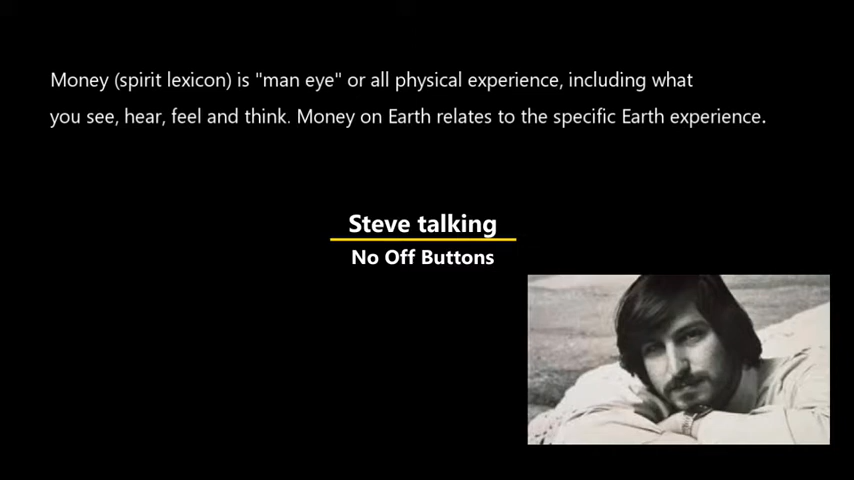 Money (spirit lexicon) is "man eye" or all physical experience, including what
you see, hear, feel and think. Money on Earth relates to the specific Earth experience.
Steve talking
No Off Buttons